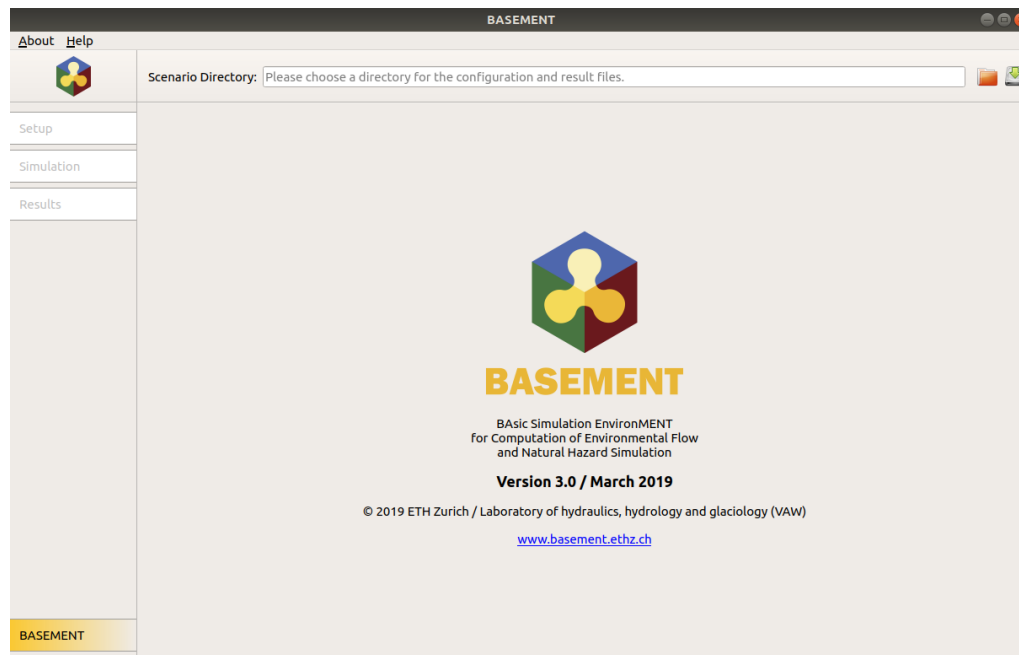 BASEMENT
About Help
Scenario Directory: Please choose a directory for the configuration and result files.
Setup
Simulation
Results
BASEMENT
BAsic Simulation EnvironMENT
for Computation of Environmental Flow
and Natural Hazard Simulation
Version 3.0 / March 2019
© 2019 ETH Zurich / Laboratory of hydraulics, hydrology and glaciology (VAW)
www.basement.ethz.ch
BASEMENT